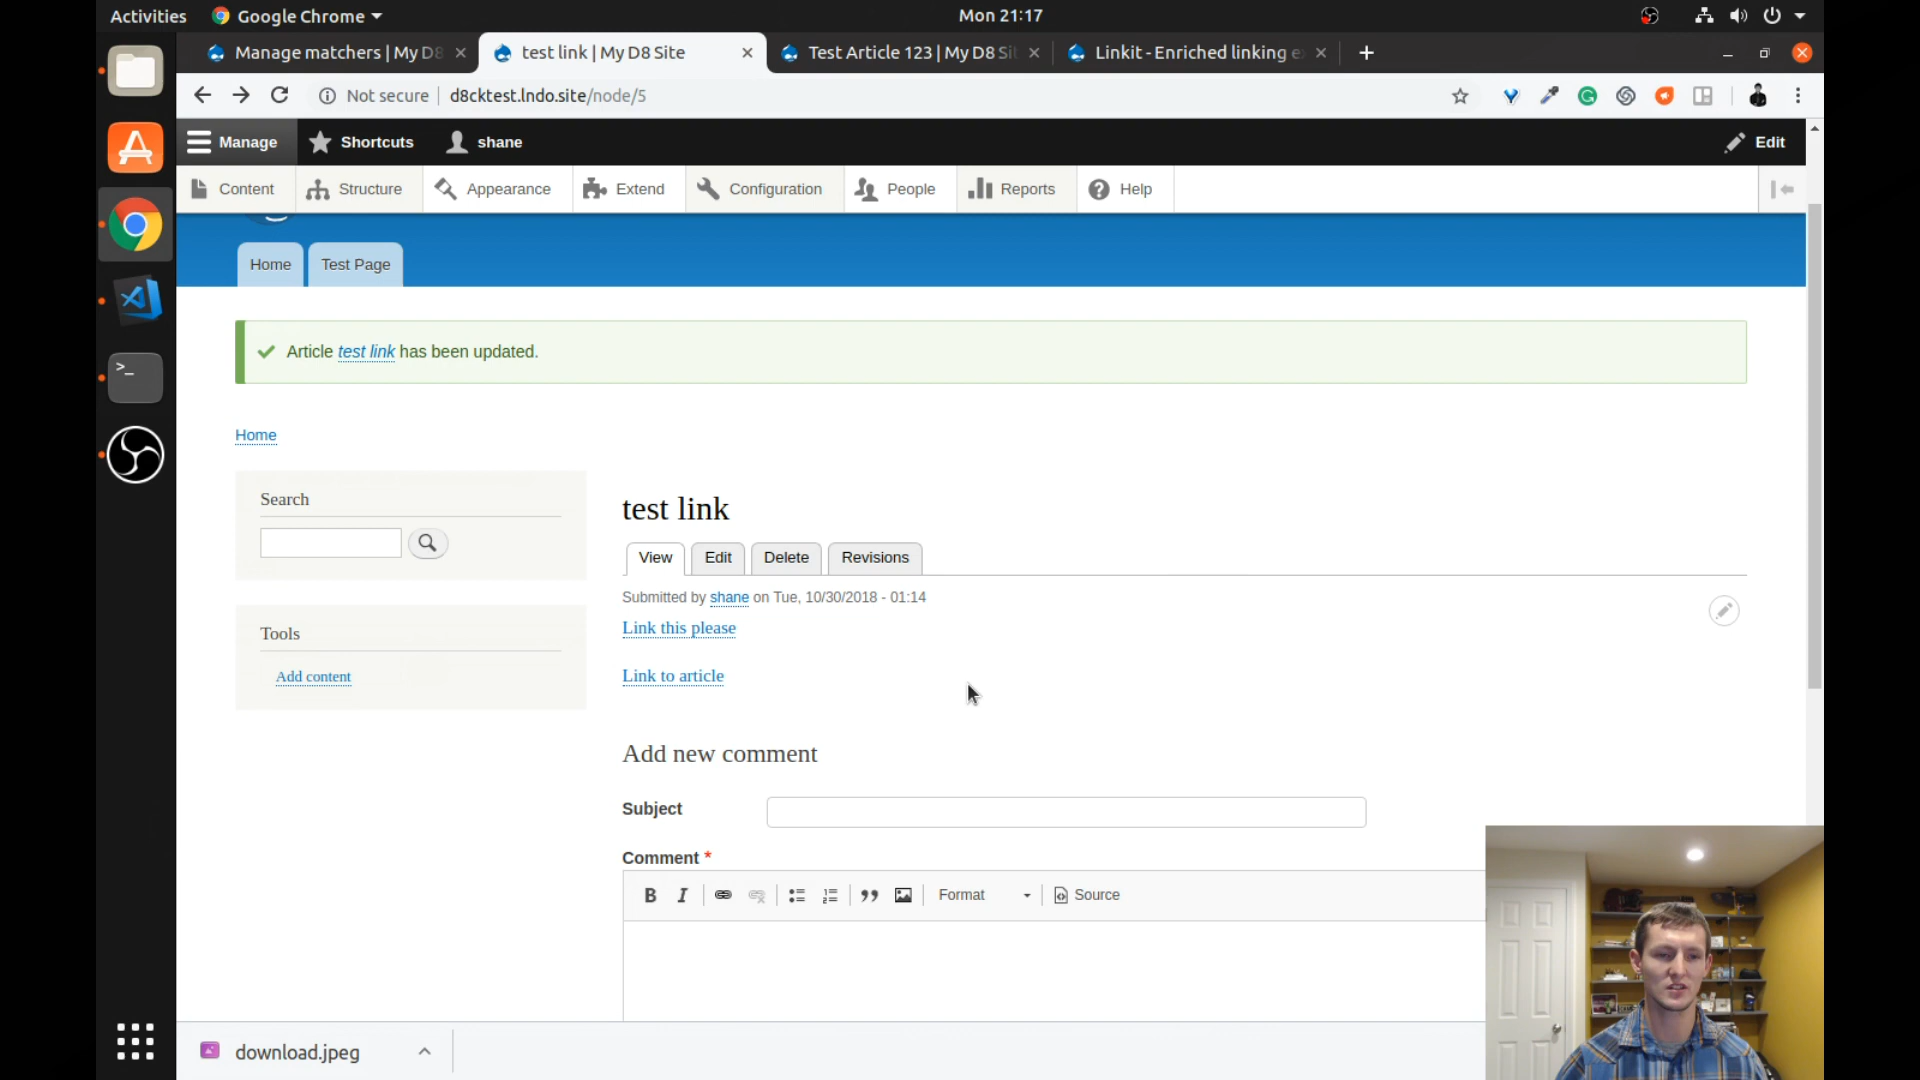 Activities
Google Chrome
Mon 21:17
Manage matchers | My D8
test link | My D8 Site
Test Article 123 | My D8 Sit
Linkit - Enriched linking e
Not secure
d8cktest.lndo.site/node/5
Manage
Shortcuts
shane
Edit
Content
Structure
Appearance
Extend
Configuration
People
Reports
Help
Home
Test Page
Article test link has been updated.
Home
Search
test link
View
Edit
Delete
Revisions
Submitted by shane on Tue, 10/30/2018 - 01:14
Link this please
Tools
Add content
Link to article
Add new comment
Subject
Comment *
B
I
Format
Source
download.jpeg